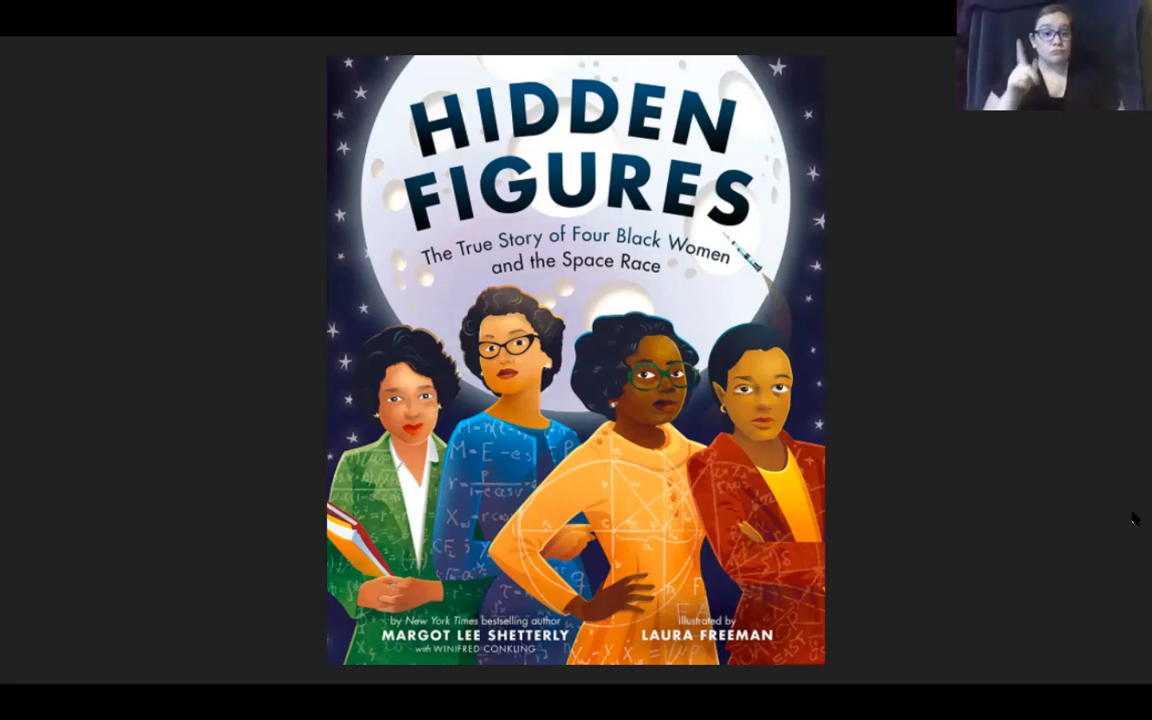 HIDDEN
FIGURES
The True Story of Four Black Women
and the Space Race
M=E-es
by New York Times bestselling author
MARGOT LEE SHETTERLY
with WINIFRED CONKLING
illustrated by
LAURA FREEMAN